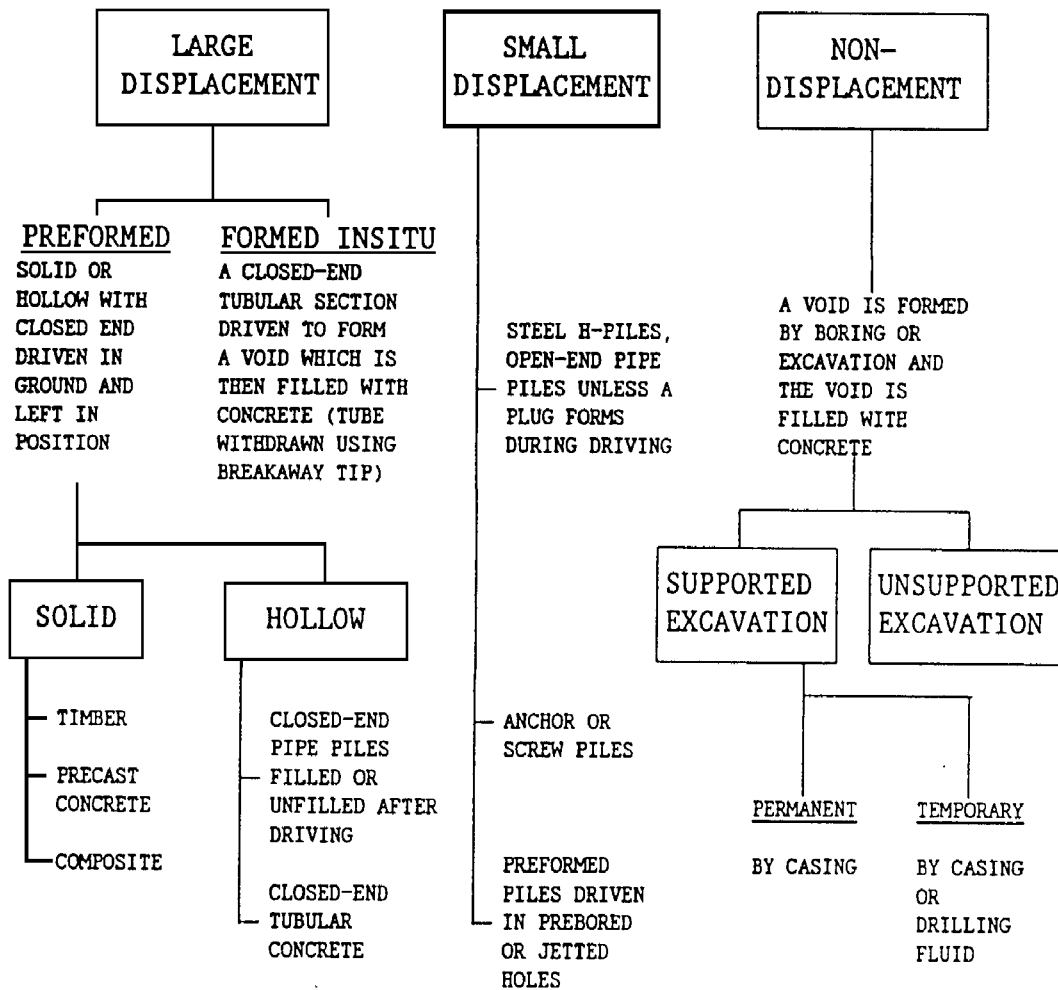 LARGE
DISPLACEMENT
SMALL
DISPLACEMENT
NON-
DISPLACEMENT
PREFORMED
SOLID OR
HOLLOW WITH
CLOSED END
DRIVEN IN
GROUND AND
LEFT IN
POSITION
FORMED INSITU
A CLOSED-END
TUBULAR SECTION
DRIVEN TO FORM
A VOID WHICH IS
THEN FILLED WITH
CONCRETE (TUBE
WITHDRAWN USING
BREAKAWAY TIP)
SOLID
TIMBER
PRECAST
CONCRETE
COMPOSITE
HOLLOW
CLOSED-END
PIPE PILES
FILLED OR
UNFILLED AFTER
DRIVING
CLOSED-END
TUBULAR
CONCRETE
STEEL H-PILES,
OPEN-END PIPE
PILES UNLESS A
PLUG FORMS
DURING DRIVING
ANCHOR OR
SCREW PILES
PREFORMED
PILES DRIVEN
IN PREBORED
OR JETTED
HOLES
A VOID IS FORMED
BY BORING OR
EXCAVATION AND
THE VOID IS
FILLED WITH
CONCRETE
SUPPORTED
EXCAVATION
UNSUPPORTED
EXCAVATION
PERMANENT
BY CASING
TEMPORARY
BY CASING
OR
DRILLING
FLUID